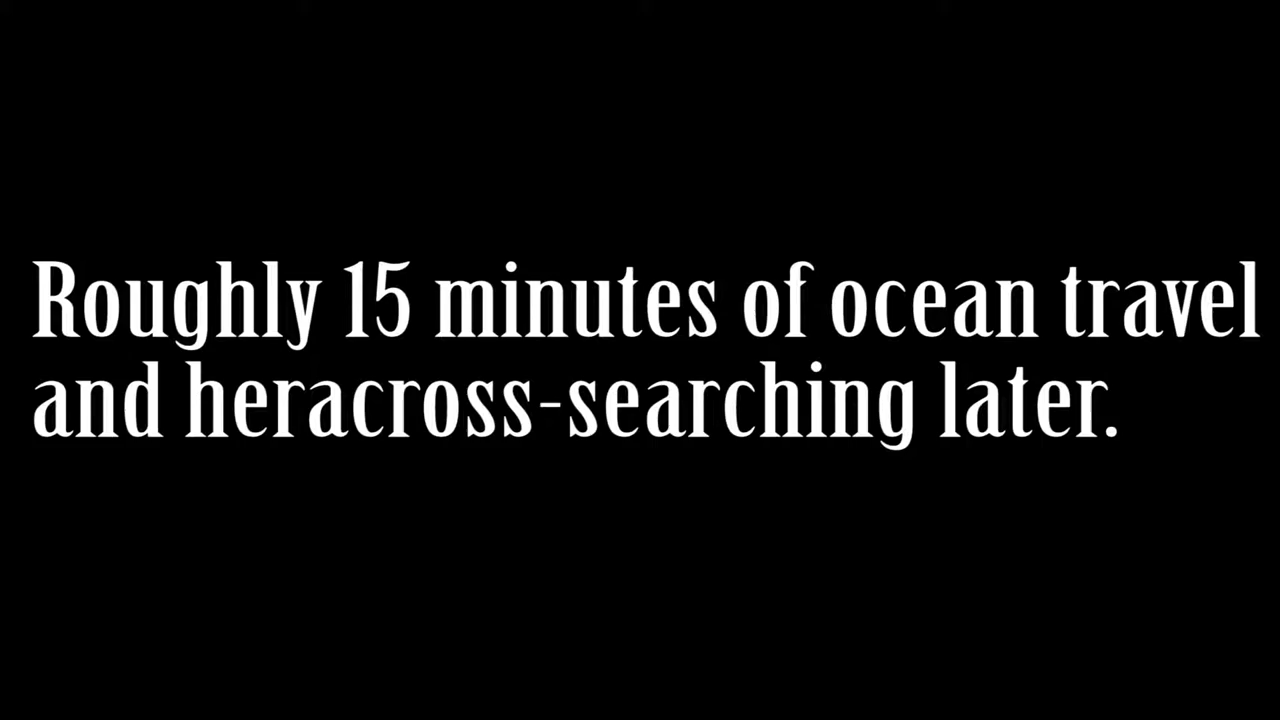 Roughly 15 minutes of ocean travel
and heracross-searching later.